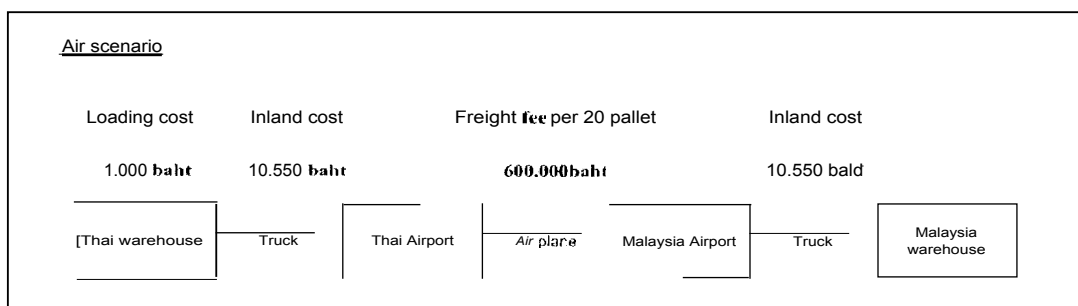 Air scenario
Loading cost Inland cost Freight fee per 20 pallet Inland cost
1.000 baht 10.550 baht 600.000baht 10.550 bald
[Thai warehouse Truck Thai Airport Air plane Malaysia Airport Truck Malaysia
warehouse